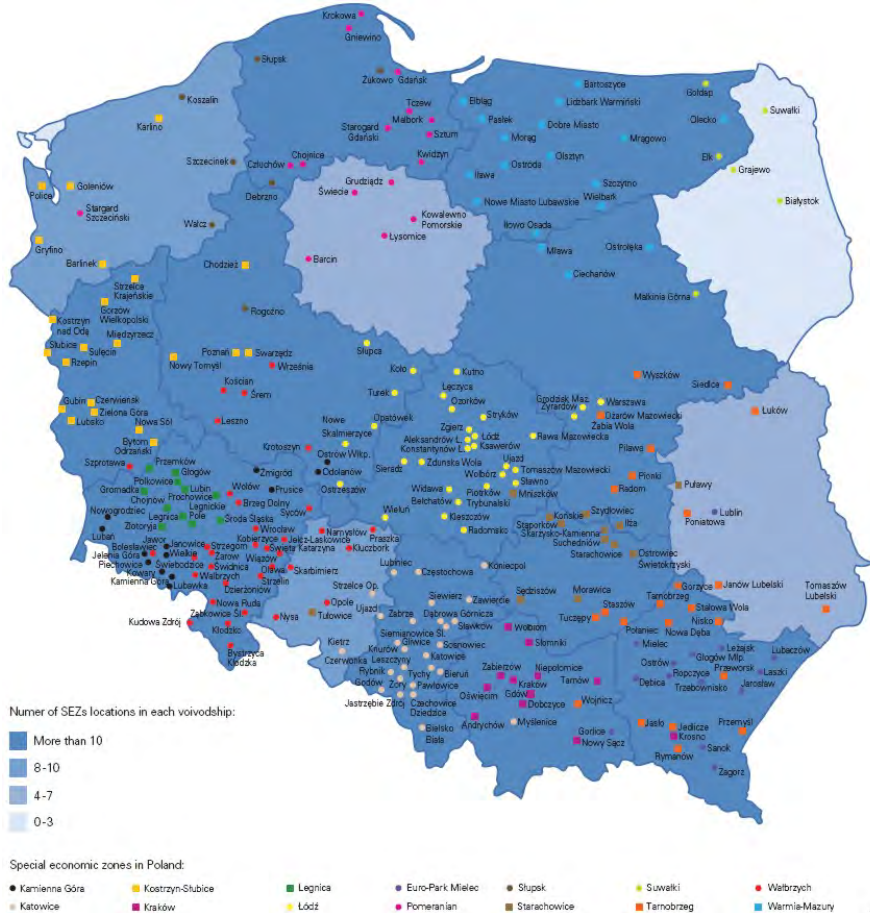 Krokowa
Gniewino
Słupsk
Żukowo
Gdańsk
Koszalin
Karlino
Tczew
Malbork
Starogard
Gdański
Sztum
Kwidzyn
Szczecinek
Człuchów
Chojnice
Debrzno
Bartoszyce
Elbląg
Lidzbark Warmiński
Gołdap
Suwałki
Pasłęk
Dobre Miasto
Olecko
Morąg
Mrągowo
Olsztyn
Ełk
Ostróda
Grajewo
Iława
Szczytno
Białystok
Nowe Miasto Lubawskie
Wielbark
Iłowo Osada
Police
Goleniów
Stargard
Szczeciński
Wałcz
Gryfino
Barlinek
Grudziądz
Świecie
Kowalewno
Pomorskie
Łysomice
Barcin
Mława
Ostrołęka
Ciechanów
Małkinia Górna
Chodzież
Strzelce
Krajeńskie
Gorzów
Wielkopolski
Rogoźno
Kostrzyn
nad Odą
Międzyrzecz
Słubice
Sulęcin
Rzepin
Poznań
Swarzędz
Nowy Tomyśl
Września
Słupca
Koło
Kutno
Wyszków
Siedlce
Kościan
Śrem
Turek
Łęczyca
Ozorków
Grodzisk Maz.
Warszawa
Żyrardów
Ożarów Mazowiecki
Żabia Wola
Łuków
Gubin
Czerwieńsk
Zielona Góra
Lubsko
Nowa Sól
Bytom
Odrzański
Leszno
Nowe
Skalmierzyce
Opatówek
Stryków
Zgierz
Łódź
Aleksandrów Ł.
Ksawerów
Konstantynów Ł.
Rawa Mazowiecka
Krotoszyn
Ostrów Wlkp.
Odolanów
Sieradz
Zduńska Wola
Ujazd
Wolbórz
Tomaszów Mazowiecki
Sławno
Piława
Pionki
Radom
Puławy
Lublin
Poniatowa
Szprotawa
Przemków
Głogów
Polkowice
Lubin
Gromadka
Prochowice
Chojnów
Legnickie
Pole
Legnica
Złotoryja
Środa Śląska
Nowogrodziec
Lubań
Żmigród
Wołów
Prusice
Brzeg Dolny
Syców
Ostrzeszów
Widawa
Piotrków
Trybunalski
Mniszków
Bełchatów
Kleszczów
Wieluń
Radomsko
Końskie
Szydłowiec
Stąporków
Iłża
Skarżysko-Kamienna
Suchedniów
Starachowice
Ostrowiec
Świętokrzyski
Wrocław
Namysłów
Praszka
Kobierzyce
Jelcz-Laskowice
Kluczbork
Jawor
Janowice
Wielkie
Strzegom
Święta Katarzyna
Bolesławiec
Jelenia Góra
Żarow
Wiązów
Świebodzice
Świdnica
Oława
Skarbimierz
Piechowice
Kowary
Wałbrzych
Dzierżoniów
Strzelin
Kamienna Góra
Lubawka
Lubliniec
Częstochowa
Koniecpol
Strzelce Op.
Siewierz
Zawiercie
Sędziszów
Morawica
Staszów
Tarnobrzeg
Gorzyce
Janów Lubelski
Tomaszów
Lubelski
Stalowa Wola
Nisko
Tuczępy
Połaniec
Nowa Dęba
Nowa Ruda
Ząbkowice Śl.
Kudowa Zdrój
Kłodzko
Bystrzyca
Kłodzka
Nysa
Opole
Tułowice
Ujazd
Zabrze
Dąbrowa Górnicza
Sławków
Siemianowice Śl.
Gliwice
Sosnowiec
Knurów
Katowice
Leszczyny
Kietrz
Czerwonka
Rybnik
Tychy
Bieruń
Godów
Żory
Pawłowice
Jastrzębie Zdrój
Czechowice
Dziedzice
Bielsko
Biała
Wolbrom
Słomniki
Zabierzów
Niepołomice
Kraków
Oświęcim
Gdów
Tarnów
Andrychów
Dobczyce
Wojnicz
Myślenice
Gorlice
Nowy Sącz
Mielec
Leżajsk
Lubaczów
Ostrów
Głogów Młp.
Ropczyce
Przeworsk
Laszki
Dębica
Trzebownisko
Jarosław
Jasło
Jedlicze
Przemyśl
Krosno
Rymanów
Sanok
Zagorz
Numer of SEZs locations in each voivodship:
More than 10
8-10
4-7
0-3
Special economic zones in Poland:
Kamienna Góra Kostrzyn-Słubice Legnica Euro-Park Mielec Słupsk Suwałki Wałbrzych
Katowice Kraków Łódź Pomeranian Starachowice Tarnobrzeg Warmia-Mazury